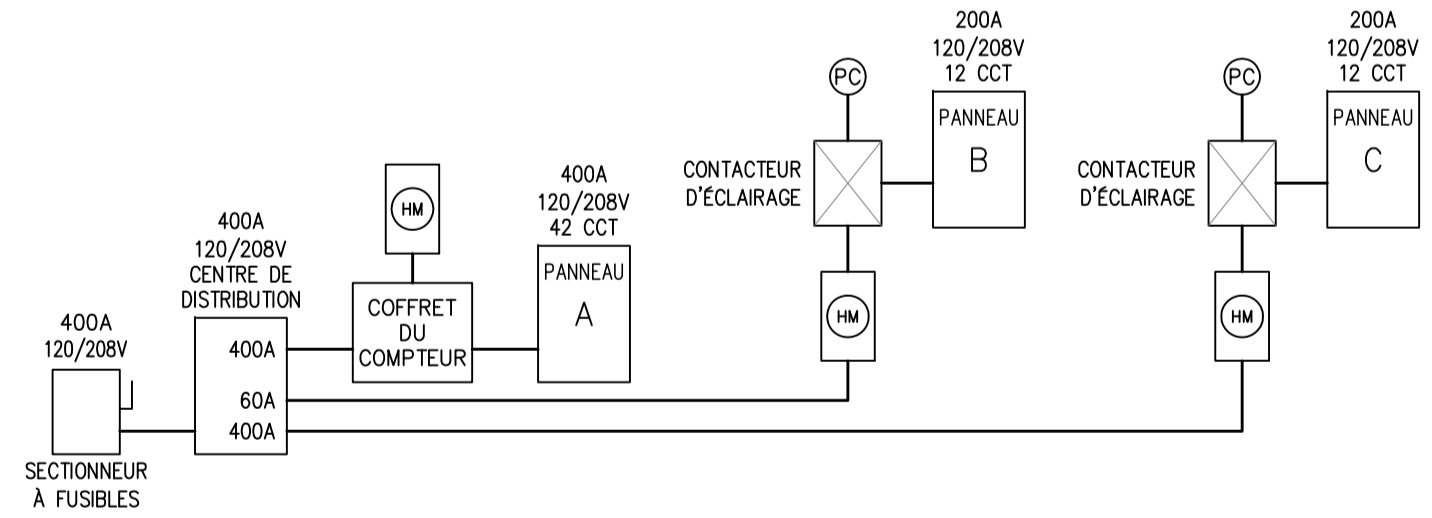 400A
120/208V
SECTIONNEUR
À FUSIBLES
400A
120/208V
CENTRE DE
DISTRIBUTION
400A
60A
400A
HM
COFFRET
DU
COMPTEUR
400A
120/208V
42 CCT
PANNEAU
A
PC
CONTACTEUR
D'ÉCLAIRAGE
HM
200A
120/208V
12 CCT
PANNEAU
B
PC
CONTACTEUR
D'ÉCLAIRAGE
HM
200A
120/208V
12 CCT
PANNEAU
C